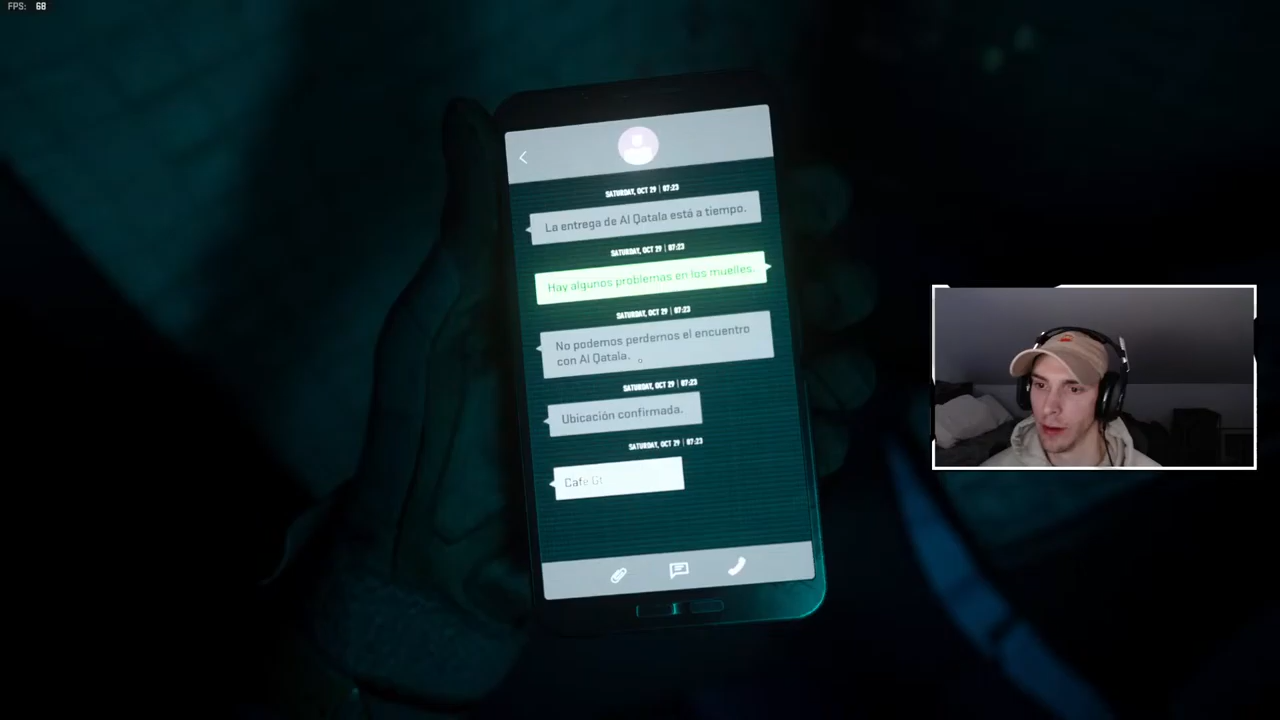 FPS: 68
SATURDAY, OCT 29 | 07:23
La entrega de Al Qatala está a tiempo.
SATURDAY, OCT 29 | 07:23
Hay algunos problemas en los muelles.
SATURDAY, OCT 29 | 07:23
No podemos perdernos el encuentro
con Al Qatala.
SATURDAY, OCT 29 | 07:23
Ubicación confirmada.
SATURDAY, OCT 29 | 07:23
Cafe